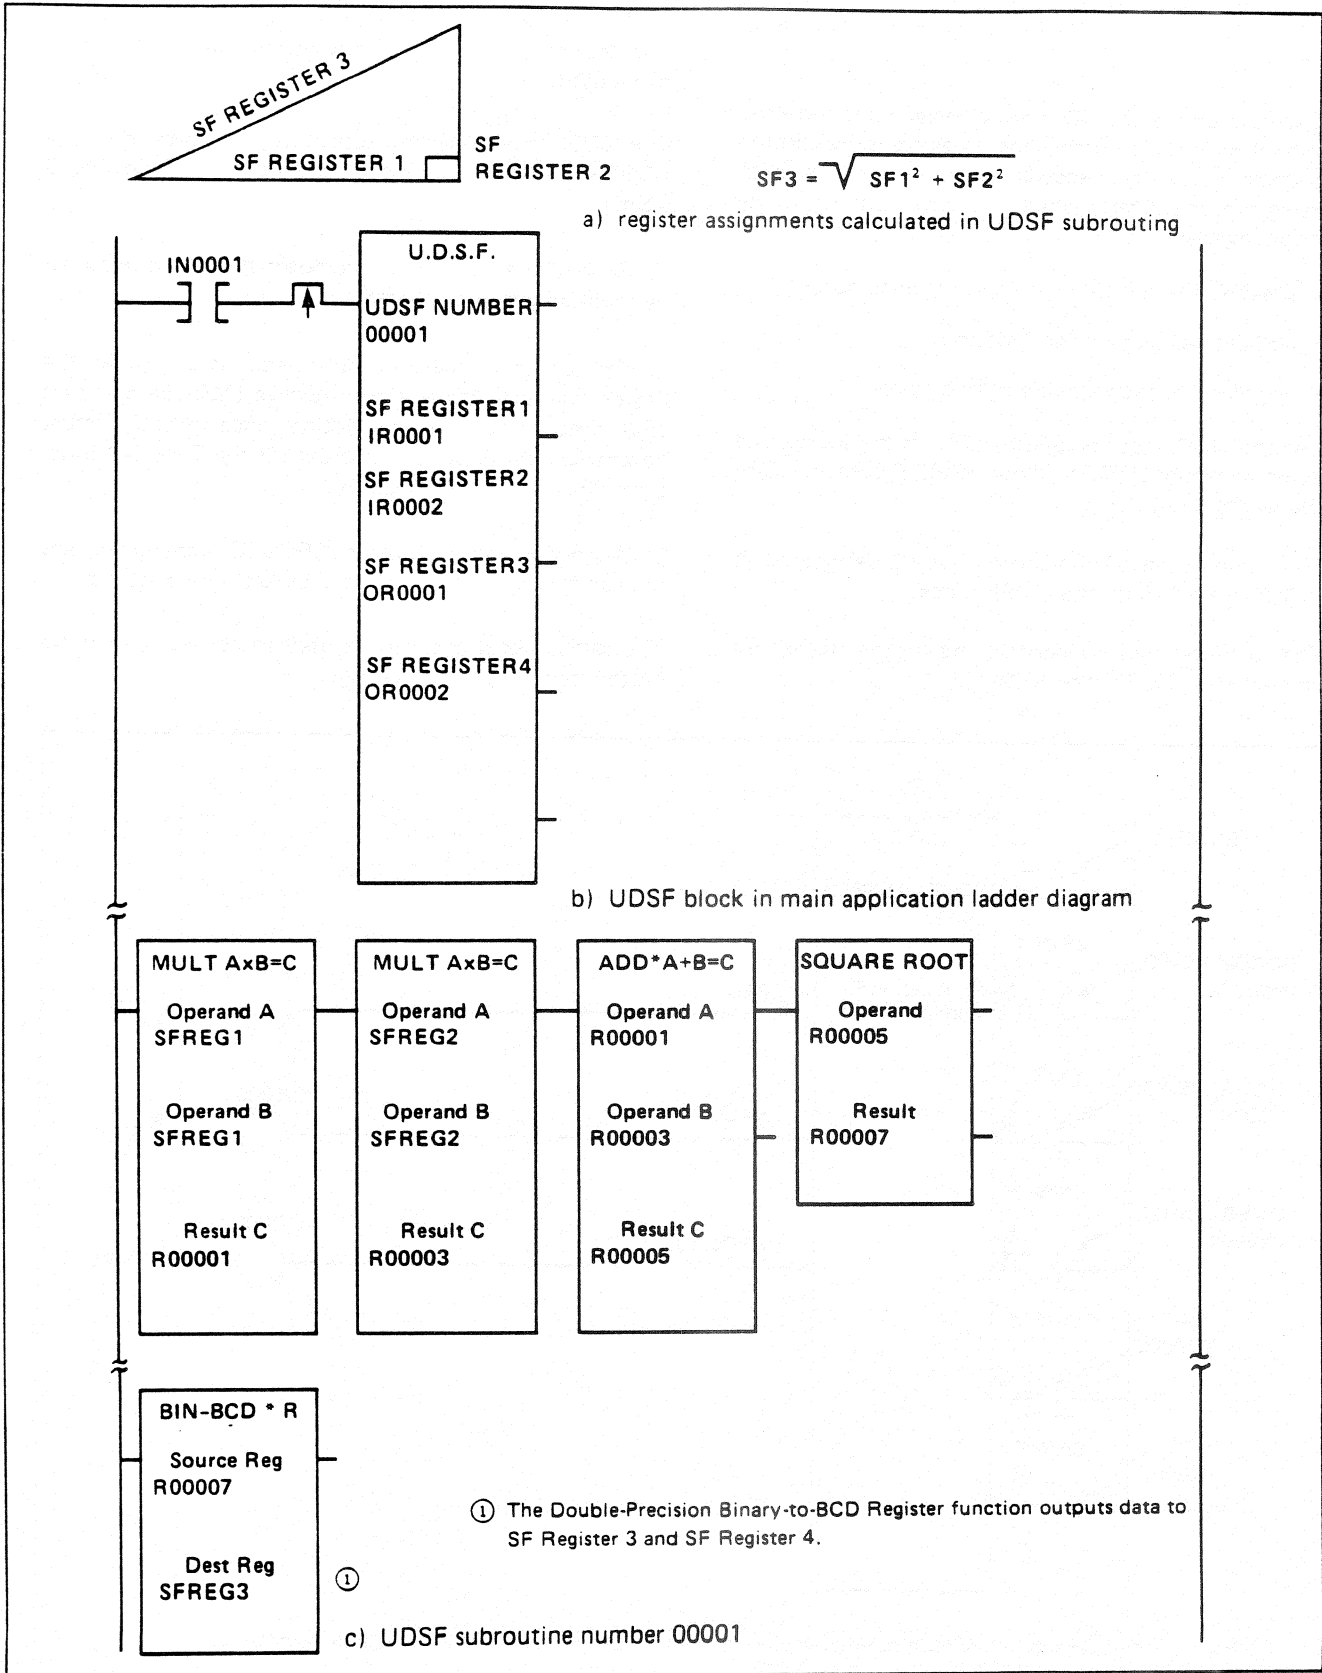 SF REGISTER 3
SF REGISTER 1
SF
REGISTER 2
SF3 = √ SF1² + SF2²
a) register assignments calculated in UDSF subrouting
IN0001
U.D.S.F.
UDSF NUMBER
00001
SF REGISTER1
IR0001
SF REGISTER2
IR0002
SF REGISTER3
OR0001
SF REGISTER4
OR0002
b) UDSF block in main application ladder diagram
MULT AxB=C
Operand A
SFREG1
Operand B
SFREG1
Result C
R00001
MULT AxB=C
Operand A
SFREG2
Operand B
SFREG2
Result C
R00003
ADD*A+B=C
Operand A
R00001
Operand B
R00003
Result C
R00005
SQUARE ROOT
Operand
R00005
Result
R00007
BIN-BCD * R
Source Reg
R00007
Dest Reg
SFREG3
①
① The Double-Precision Binary-to-BCD Register function outputs data to
SF Register 3 and SF Register 4.
c) UDSF subroutine number 00001